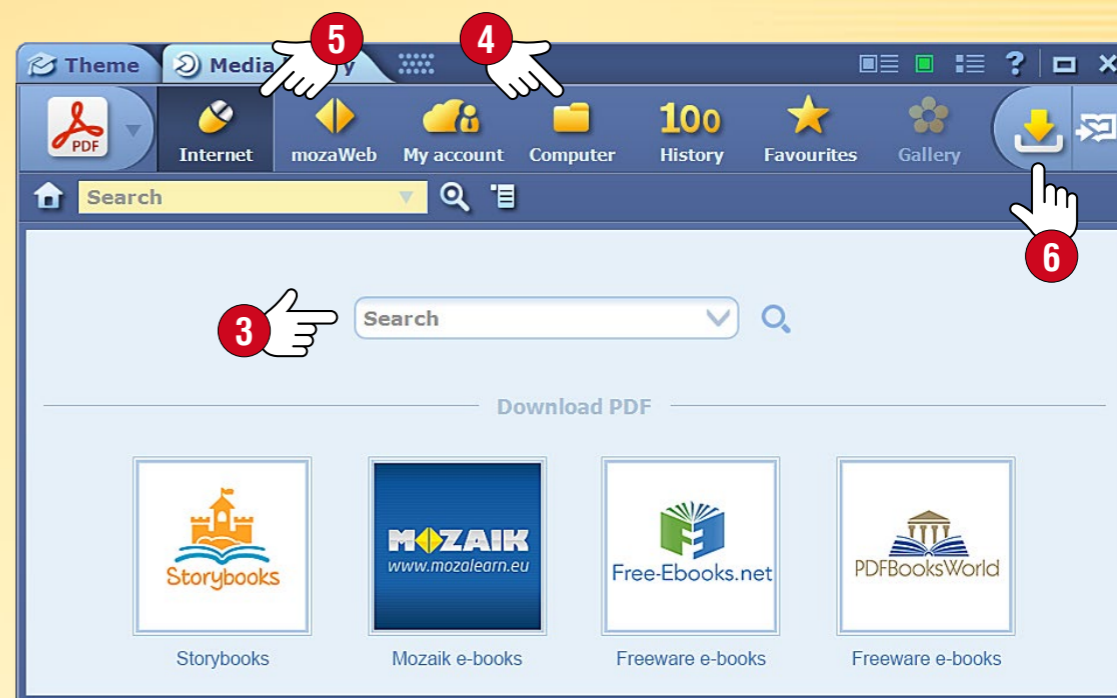 5 4
Theme Media y ?
PDF Internet mozaWeb My account Computer 100 History Favourites Gallery
Search
6
3 Search
Download PDF
Storybooks MOZAIK www.mozalearn.eu Free-Ebooks.net PDFBooksWorld
Storybooks Mozaik e-books Freeware e-books Freeware e-books